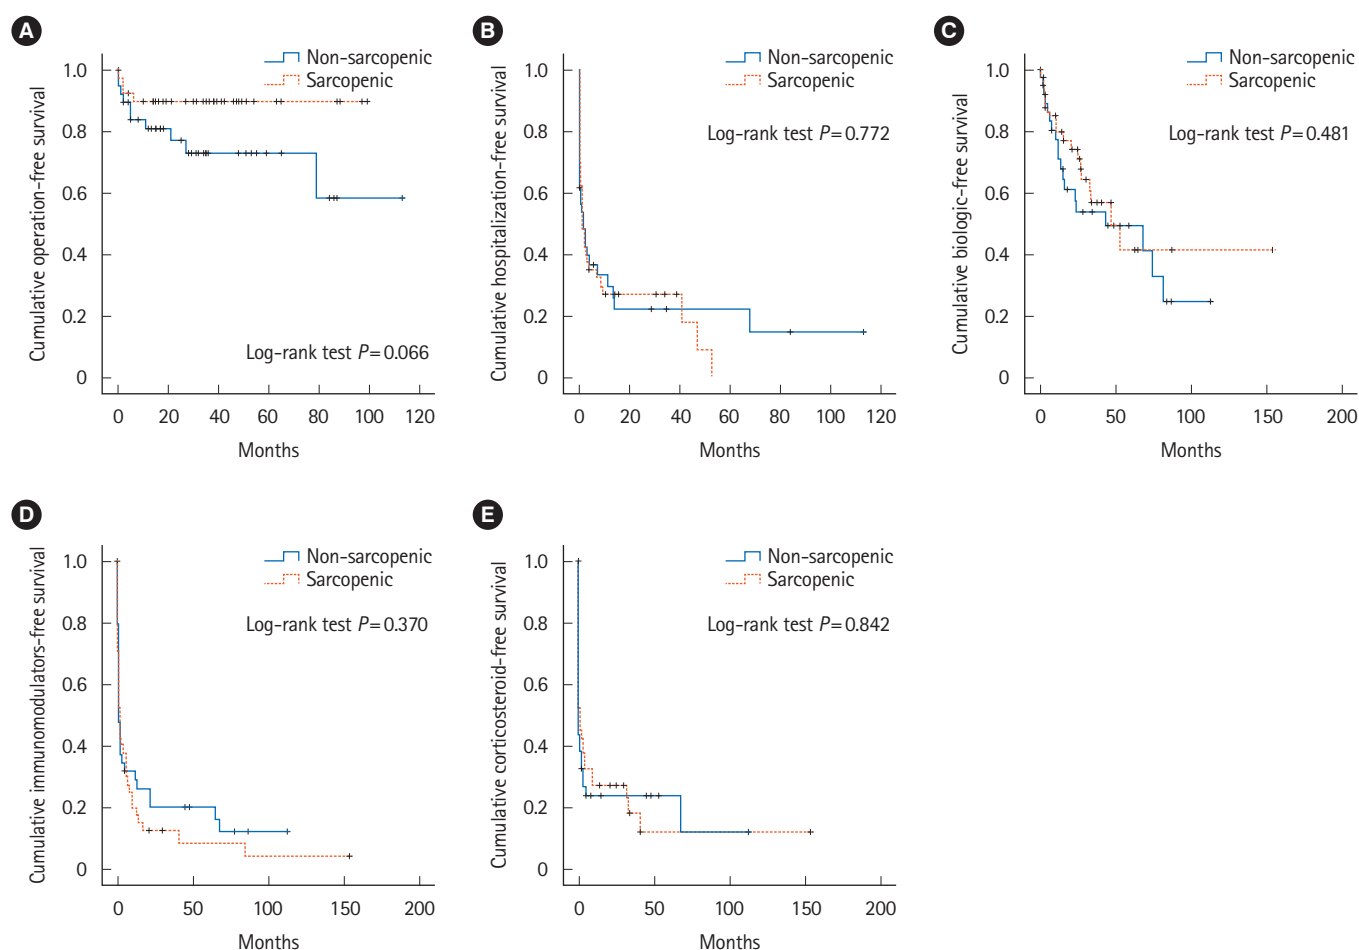 A
Non-sarcopenic
Sarcopenic
Cumulative operation-free survival
1.0
0.8
0.6
0.4
0.2
0
Log-rank test P=0.066
0 20 40 60 80 100 120
Months
B
Non-sarcopenic
Sarcopenic
Log-rank test P=0.772
Cumulative hospitalization-free survival
1.0
0.8
0.6
0.4
0.2
0
0 20 40 60 80 100 120
Months
C
Non-sarcopenic
Sarcopenic
Log-rank test P=0.481
Cumulative biologic-free survival
1.0
0.8
0.6
0.4
0.2
0
0 50 100 150 200
Months
D
Non-sarcopenic
Sarcopenic
Log-rank test P=0.370
Cumulative immunomodulators-free survival
1.0
0.8
0.6
0.4
0.2
0
0 50 100 150 200
Months
E
Non-sarcopenic
Sarcopenic
Log-rank test P=0.842
Cumulative corticosteroid-free survival
1.0
0.8
0.6
0.4
0.2
0
0 50 100 150 200
Months